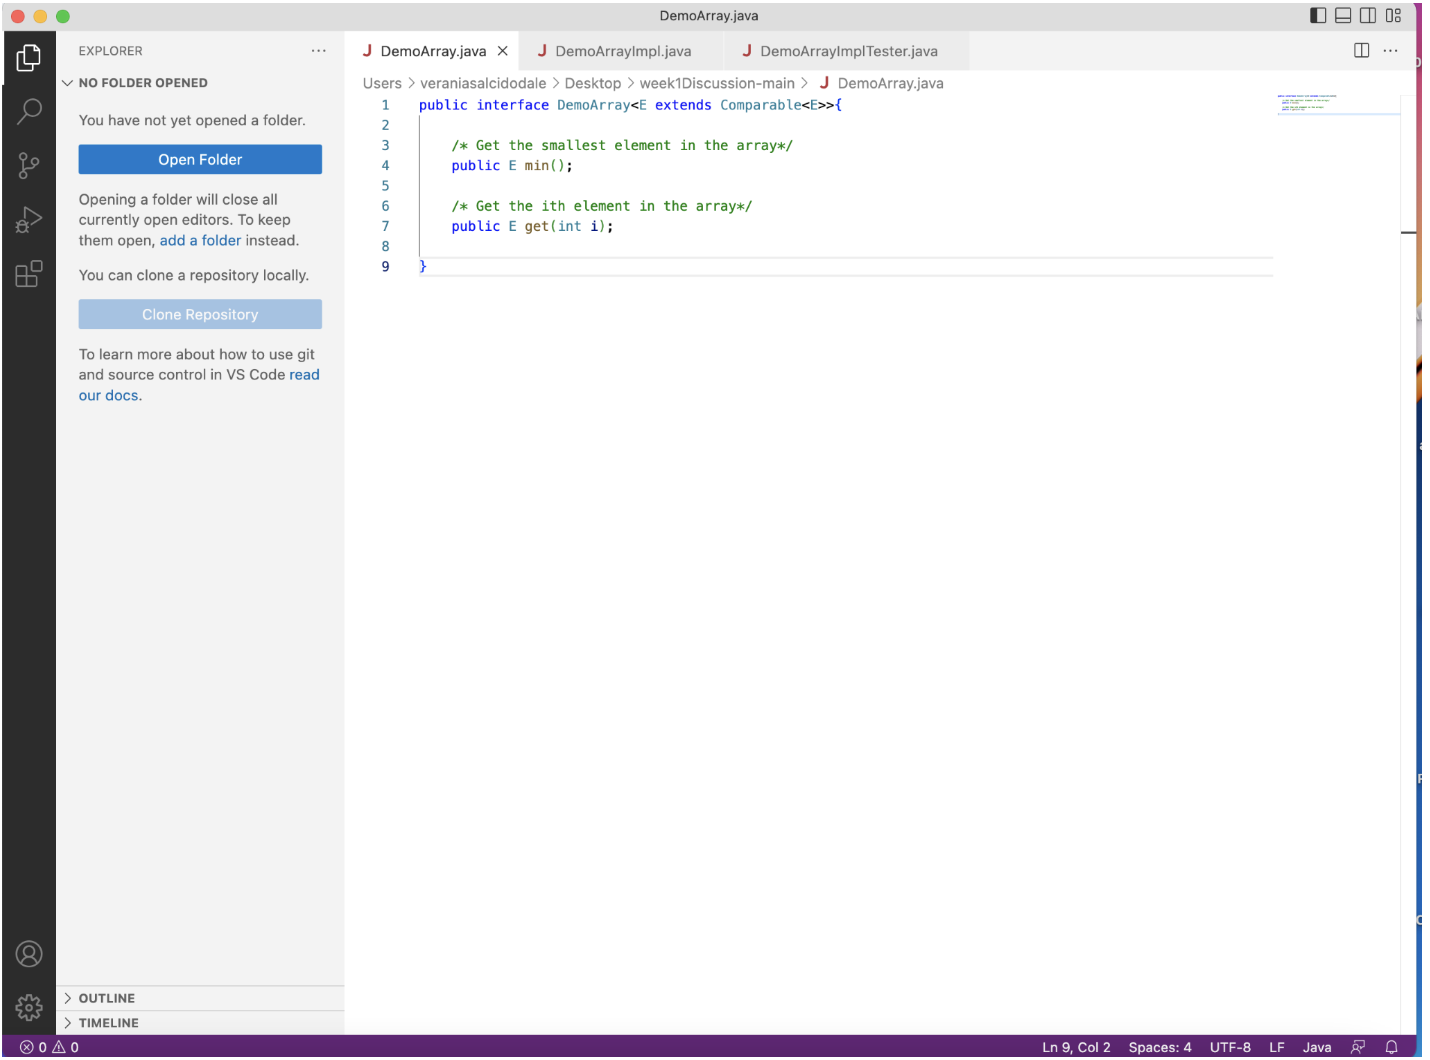 DemoArray.java
EXPLORER
NO FOLDER OPENED
You have not yet opened a folder.
Open Folder
Opening a folder will close all
currently open editors. To keep
them open, add a folder instead.
You can clone a repository locally.
Clone Repository
To learn more about how to use git
and source control in VS Code read
our docs.
OUTLINE
TIMELINE
J DemoArray.java J DemoArrayImpl.java J DemoArrayImplTester.java
Users > veraniasalcidodale > Desktop > week1Discussion-main > J DemoArray.java
1 public interface DemoArray<E extends Comparable<E>>{
2
3 /* Get the smallest element in the array*/
4 public E min();
5
6 /* Get the ith element in the array*/
7 public E get(int i);
8
9 }
0 0 Ln 9, Col 2 Spaces: 4 UTF-8 LF Java